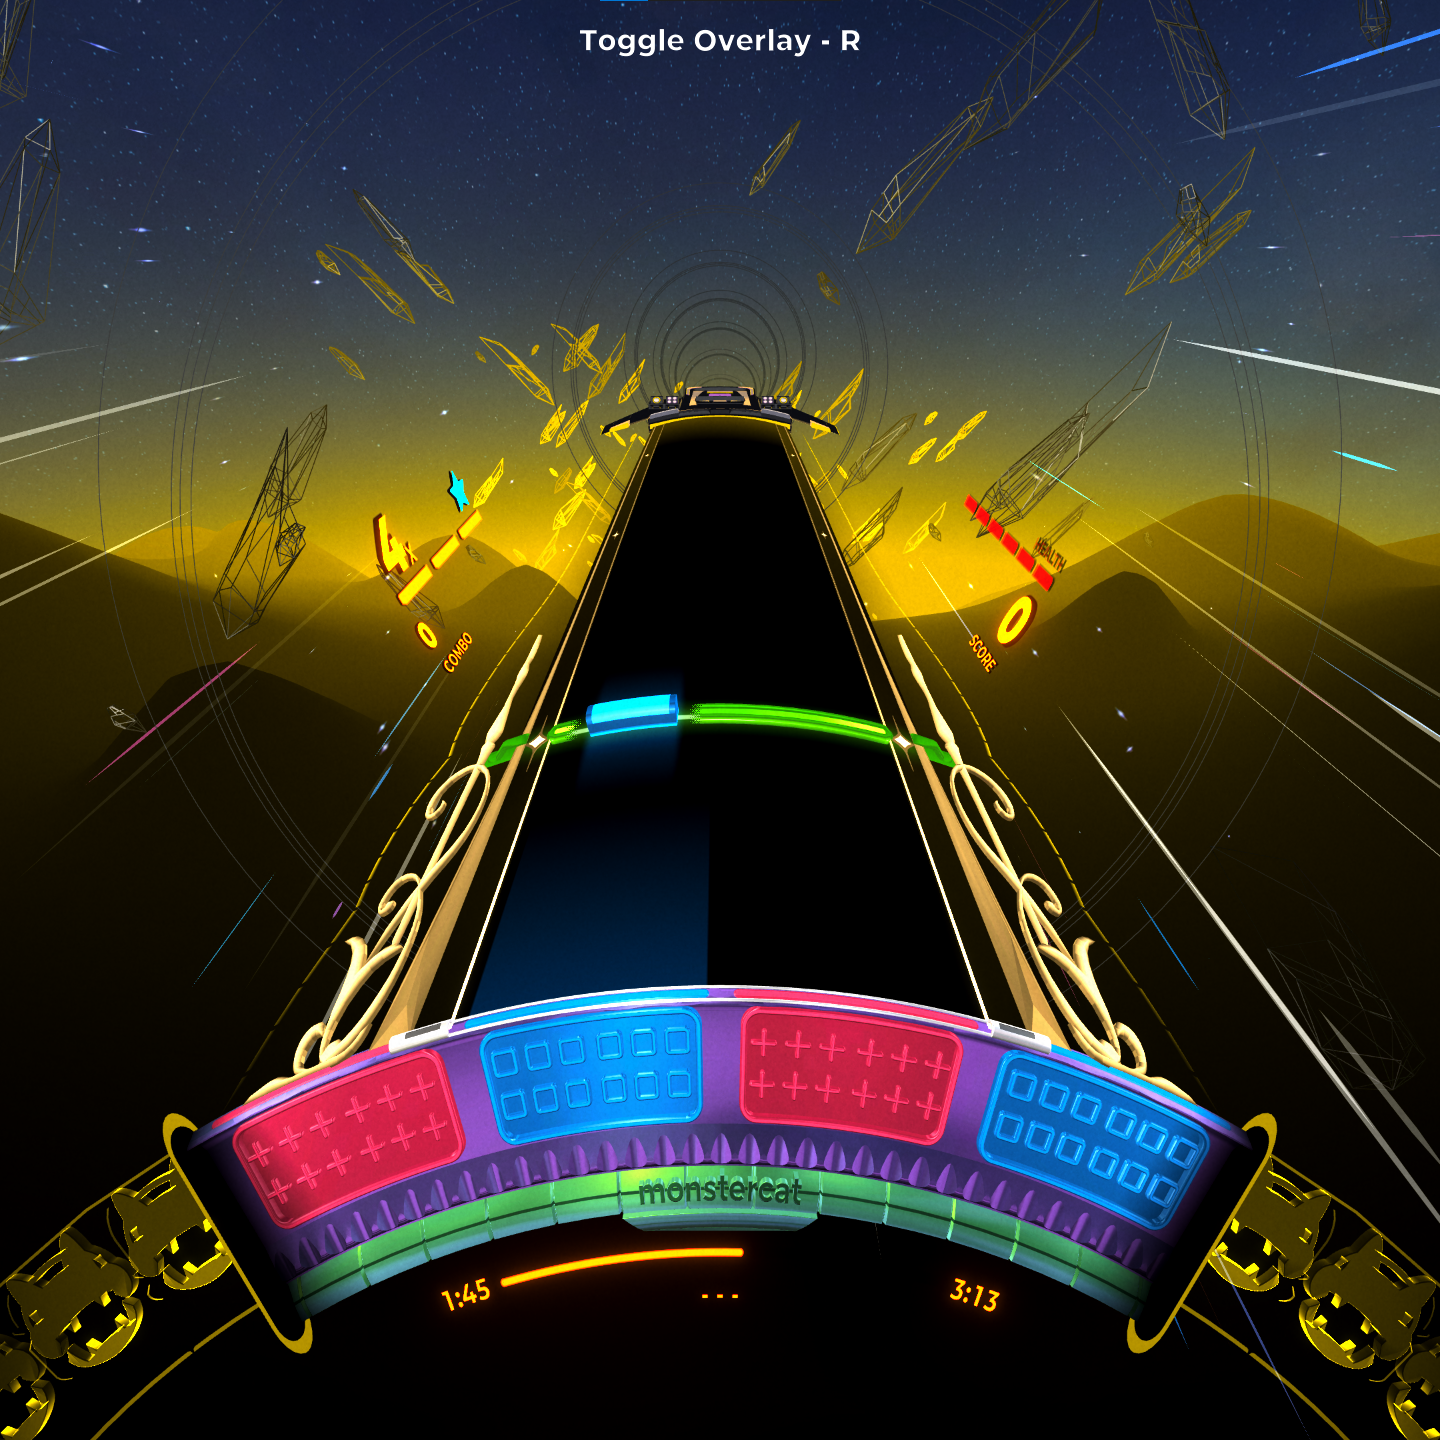 Toggle Overlay - R
4x
HEALTH
0
COMBO
0
SCORE
monstercat
1:45
---
3:13